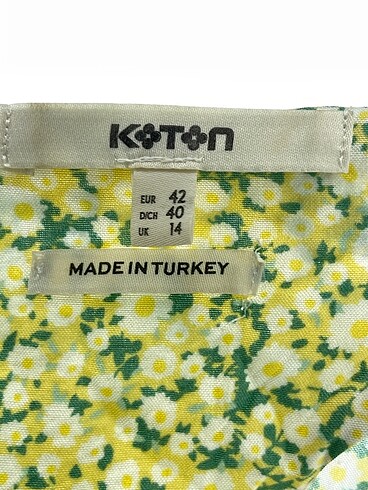 KOTON
EUR 42
D/CH 40
UK 14
MADE IN TURKEY